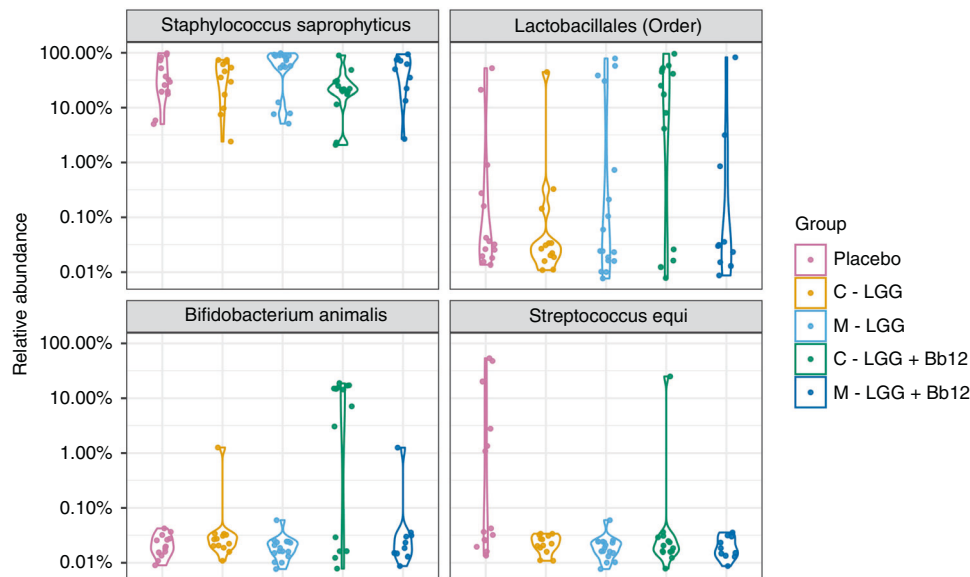 Staphylococcus saprophyticus
Lactobacillales (Order)
100.00%
10.00%
1.00%
0.10%
0.01%
Relative abundance
Bifidobacterium animalis
Streptococcus equi
100.00%
10.00%
1.00%
0.10%
0.01%
Group
Placebo
C - LGG
M - LGG
C - LGG + Bb12
M - LGG + Bb12